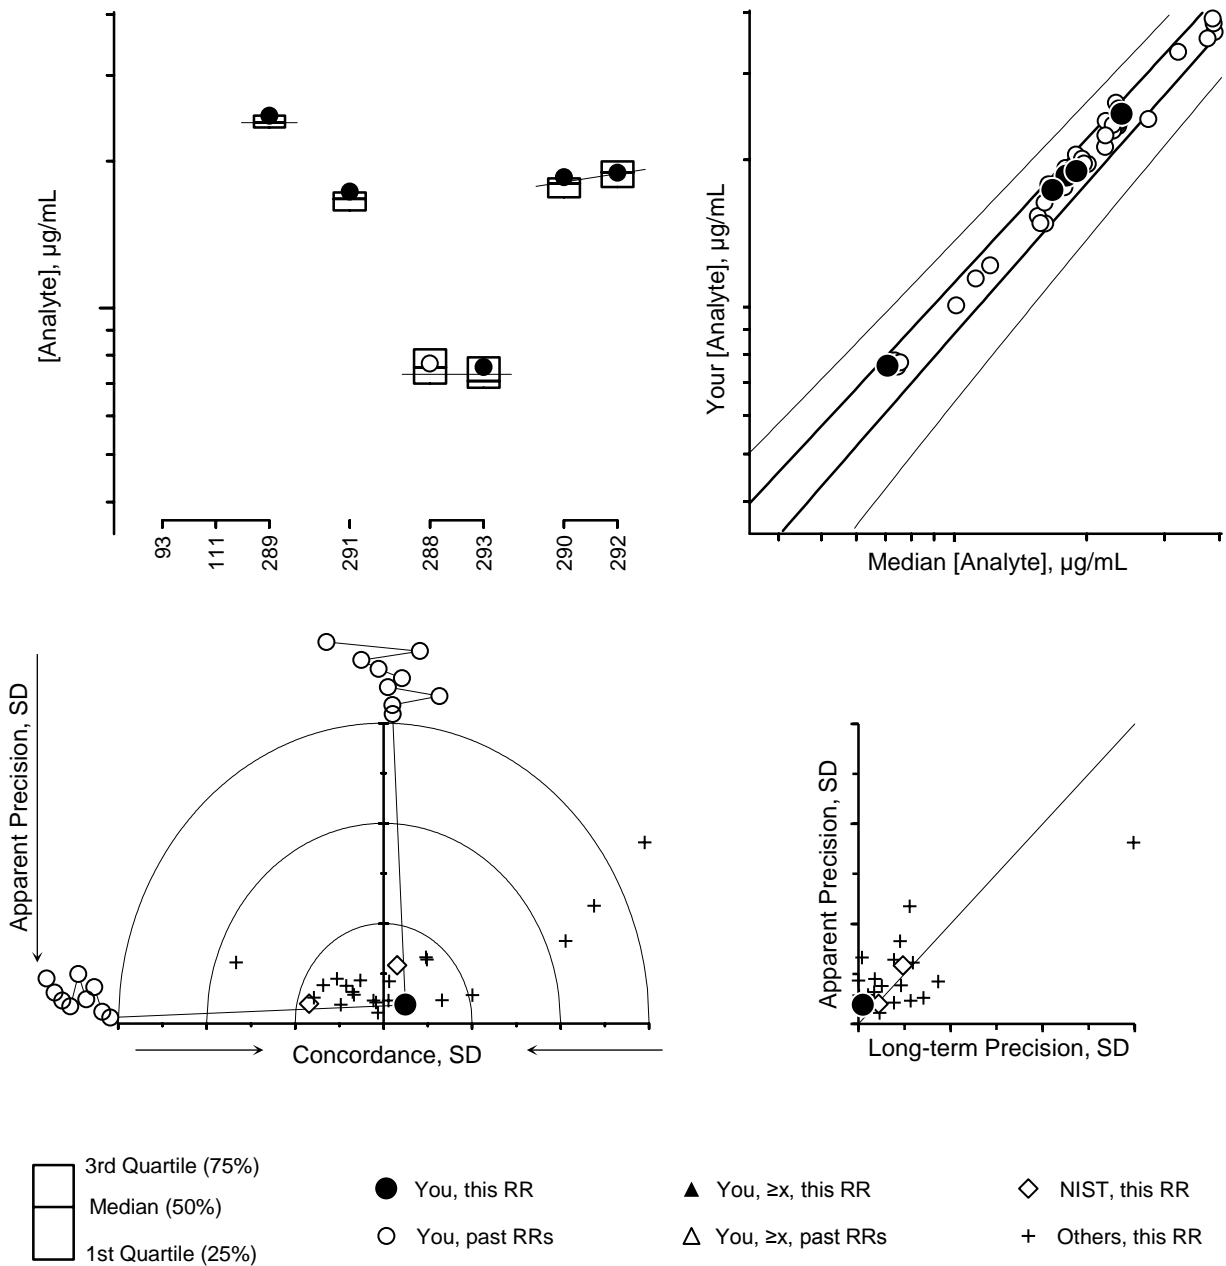 [Analyte], µg/mL
93
111
289
291
288
293
290
292
Your [Analyte], µg/mL
Median [Analyte], µg/mL
Apparent Precision, SD
Concordance, SD
Apparent Precision, SD
Long-term Precision, SD
3rd Quartile (75%)
Median (50%)
1st Quartile (25%)
You, this RR
You, past RRs
You, ≥x, this RR
You, ≥x, past RRs
NIST, this RR
Others, this RR